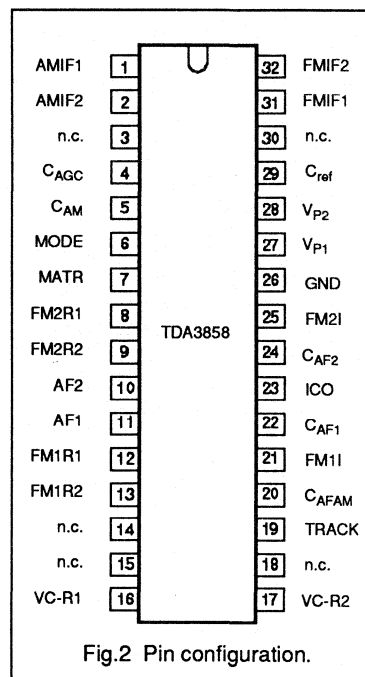 AMIF1 1 32 FMIF2
AMIF2 2 31 FMIF1
n.c. 3 30 n.c.
CAGC 4 29 Cref
CAM 5 28 VP2
MODE 6 27 VP1
MATR 7 26 GND
FM2R1 8 25 FM2I
TDA3858
FM2R2 9 24 CAF2
AF2 10 23 ICO
AF1 11 22 CAF1
FM1R1 12 21 FM1I
FM1R2 13 20 CAFAM
n.c. 14 19 TRACK
n.c. 15 18 n.c.
VC-R1 16 17 VC-R2
Fig.2 Pin configuration.